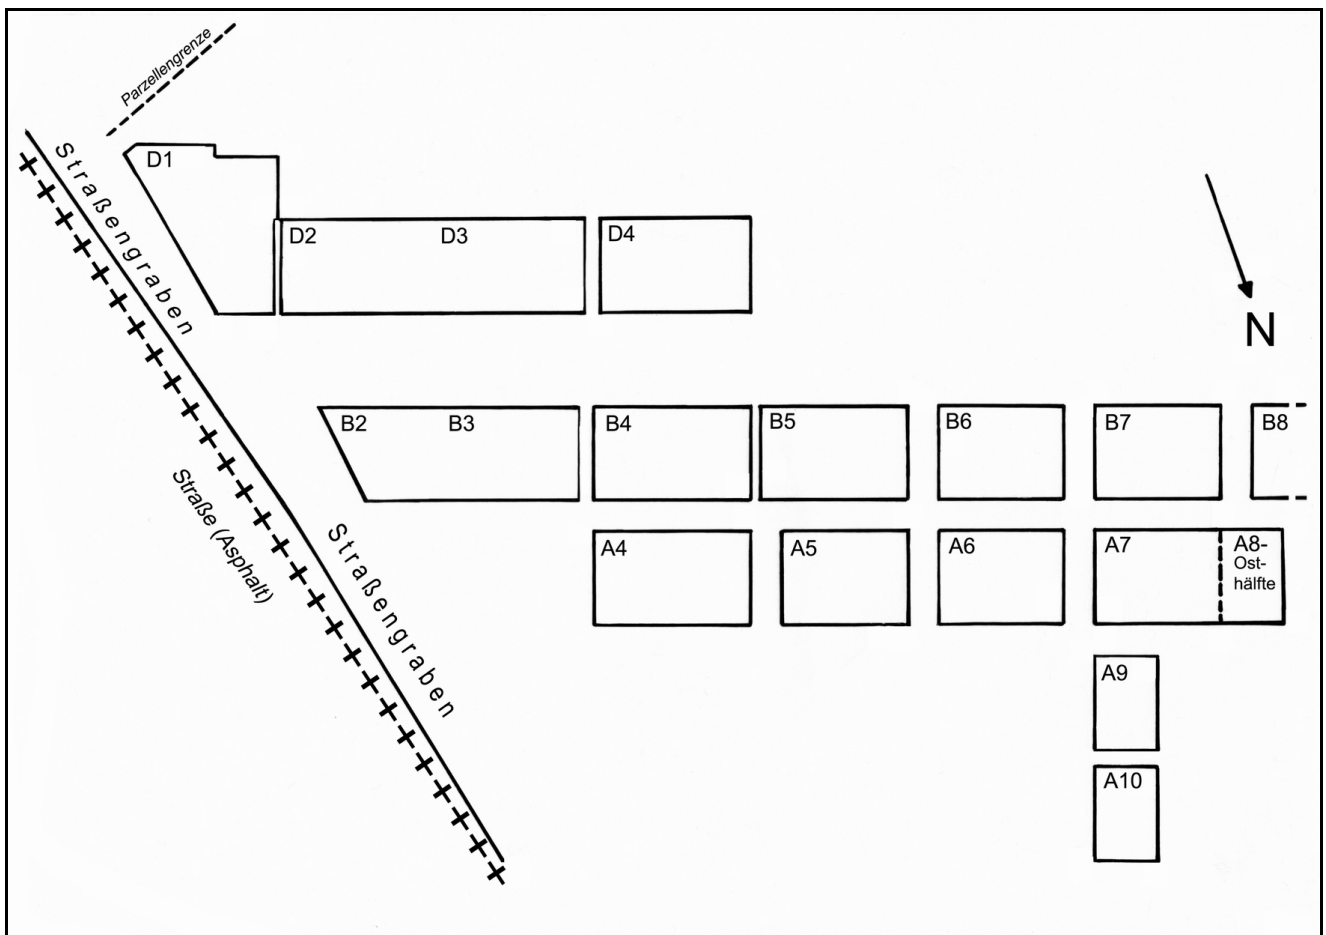 Parzellengrenze
Straßengraben
D1
D2
D3
D4
N
B2
B3
B4
B5
B6
B7
B8
Straße (Asphalt)
Straßengraben
A4
A5
A6
A7
A8-
Ost-
hälfte
A9
A10